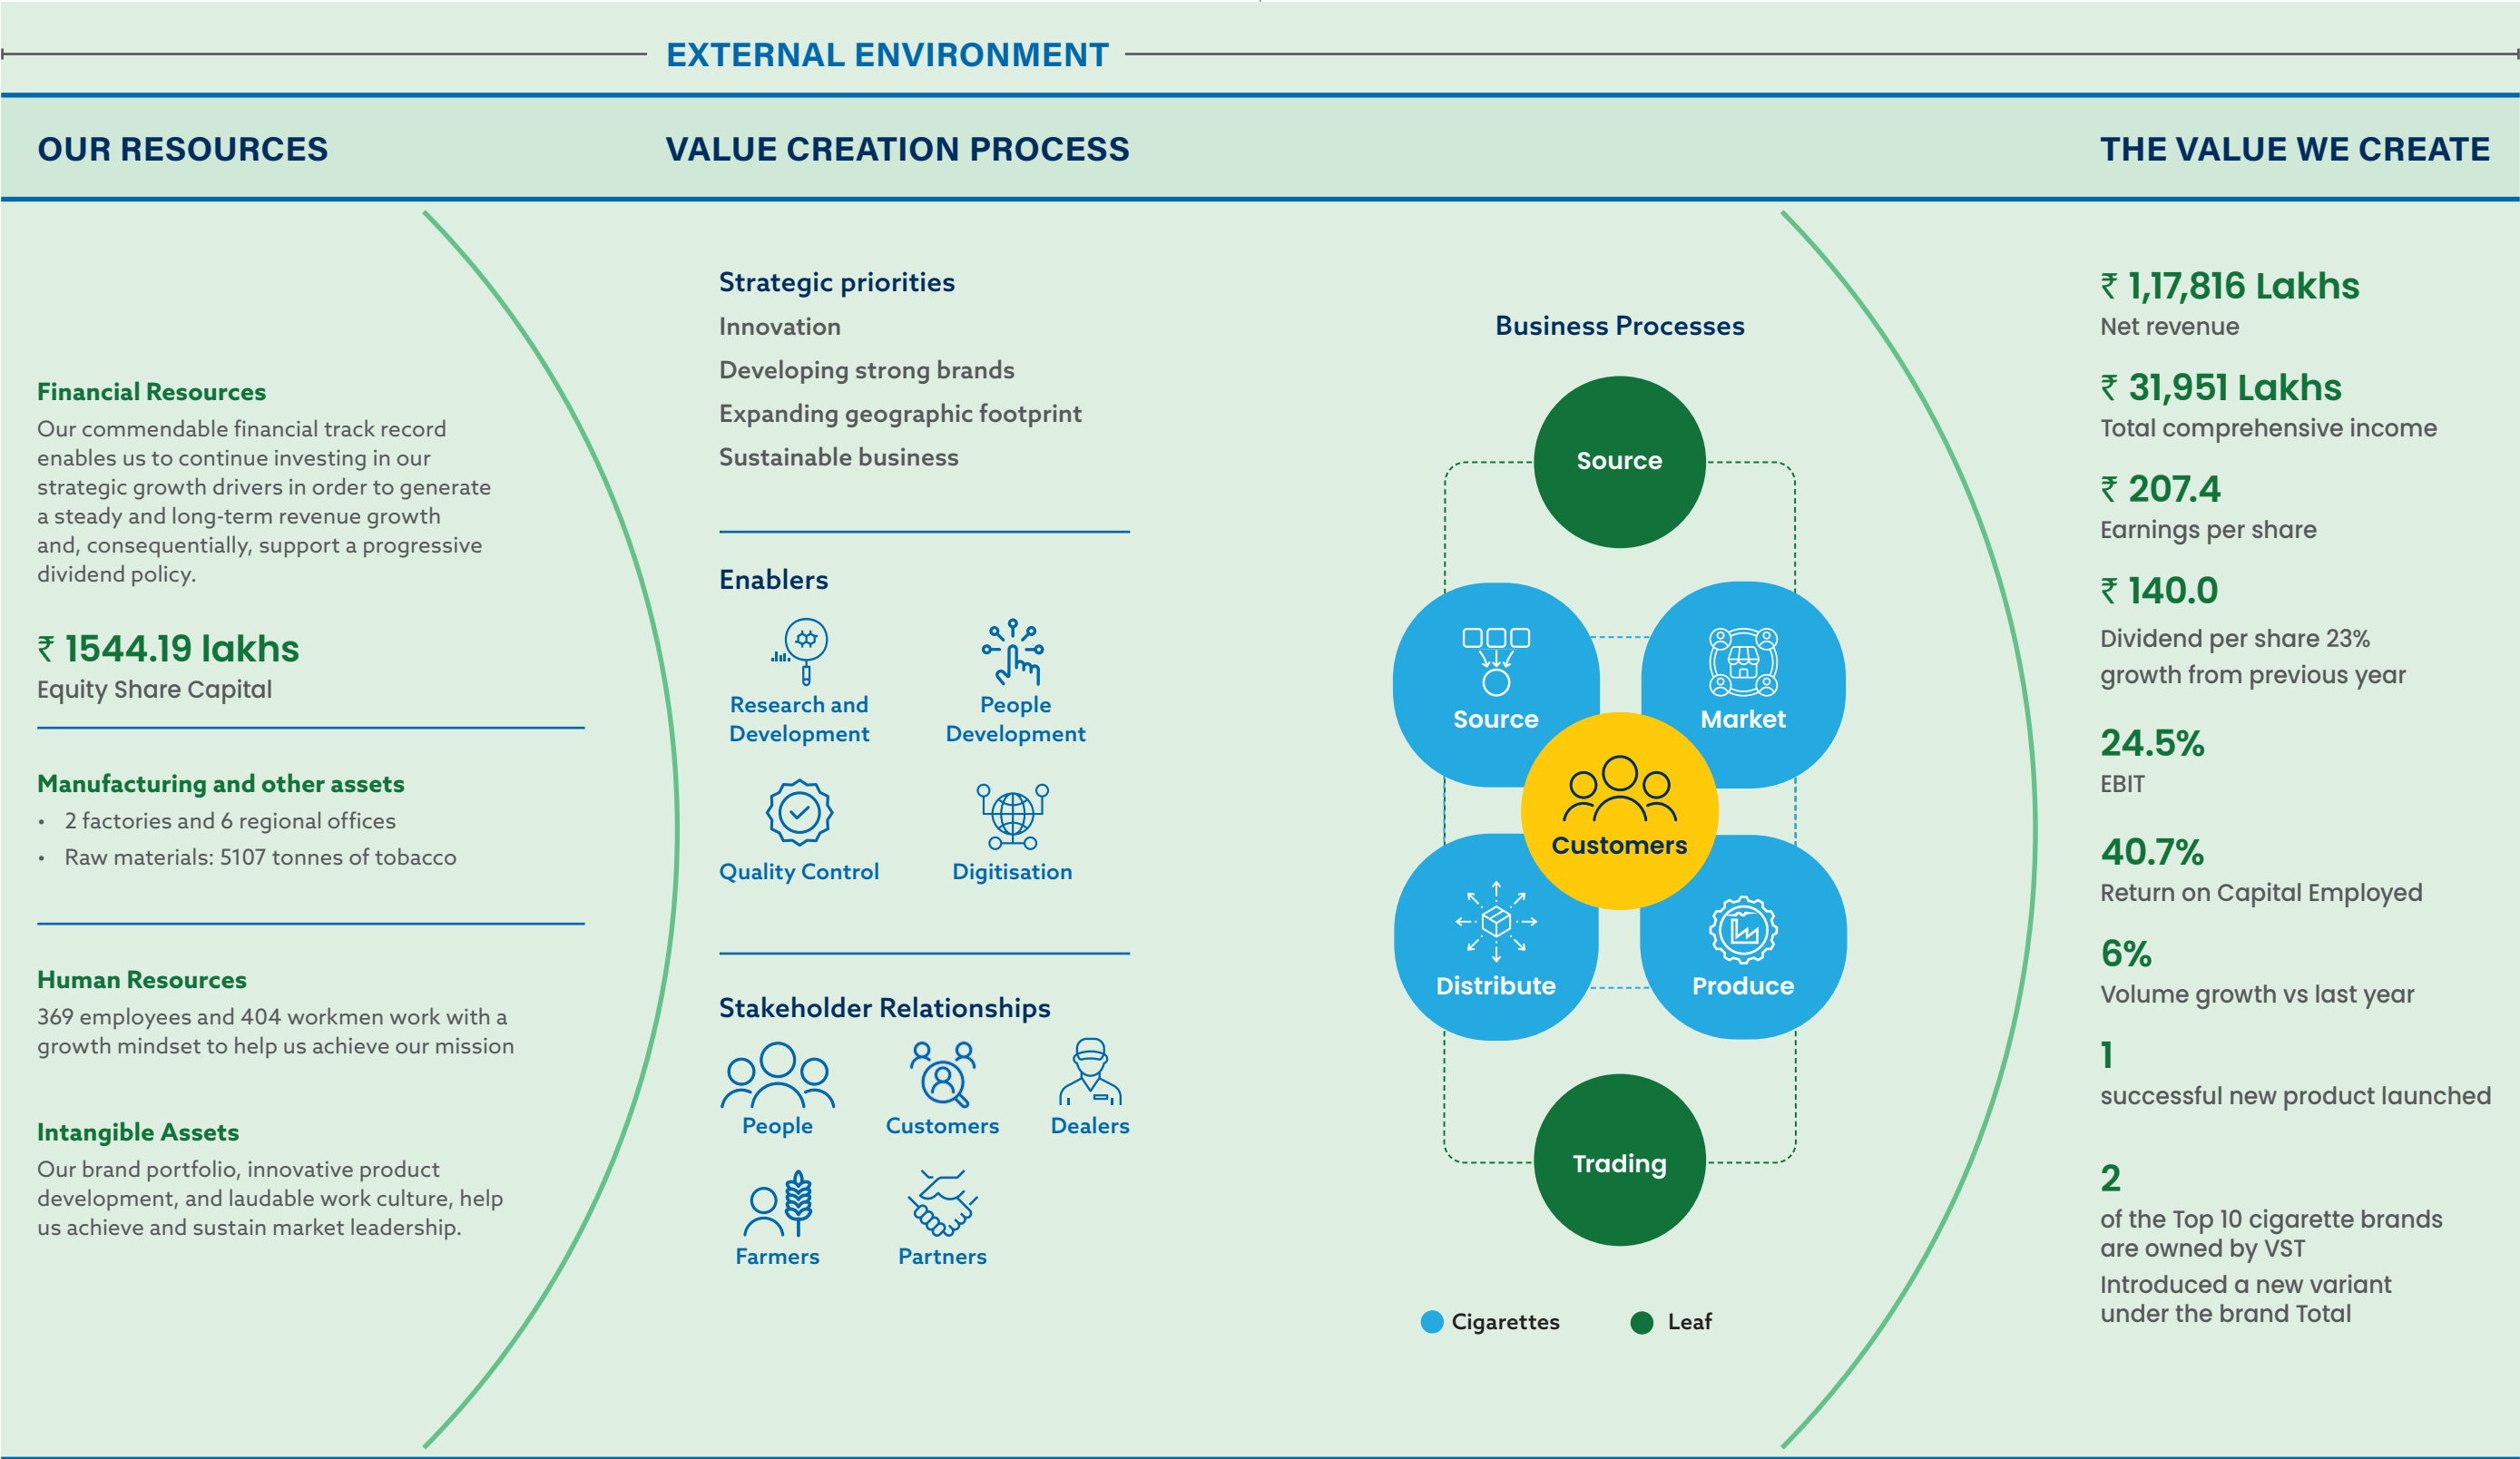 EXTERNAL ENVIRONMENT
OUR RESOURCES
VALUE CREATION PROCESS
THE VALUE WE CREATE
Financial Resources
Our commendable financial track record
enables us to continue investing in our
strategic growth drivers in order to generate
a steady and long-term revenue growth
and, consequentially, support a progressive
dividend policy.
₹ 1544.19 lakhs
Equity Share Capital
Manufacturing and other assets
• 2 factories and 6 regional offices
• Raw materials: 5107 tonnes of tobacco
Human Resources
369 employees and 404 workmen work with a
growth mindset to help us achieve our mission
Intangible Assets
Our brand portfolio, innovative product
development, and laudable work culture, help
us achieve and sustain market leadership.
Strategic priorities
Innovation
Developing strong brands
Expanding geographic footprint
Sustainable business
Enablers
Research and
Development
People
Development
Quality Control
Digitisation
Stakeholder Relationships
People
Customers
Dealers
Farmers
Partners
Business Processes
Source
Source
Market
Customers
Distribute
Produce
Trading
Cigarettes
Leaf
₹ 1,17,816 Lakhs
Net revenue
₹ 31,951 Lakhs
Total comprehensive income
₹ 207.4
Earnings per share
₹ 140.0
Dividend per share 23%
growth from previous year
24.5%
EBIT
40.7%
Return on Capital Employed
6%
Volume growth vs last year
1
successful new product launched
2
of the Top 10 cigarette brands
are owned by VST
Introduced a new variant
under the brand Total